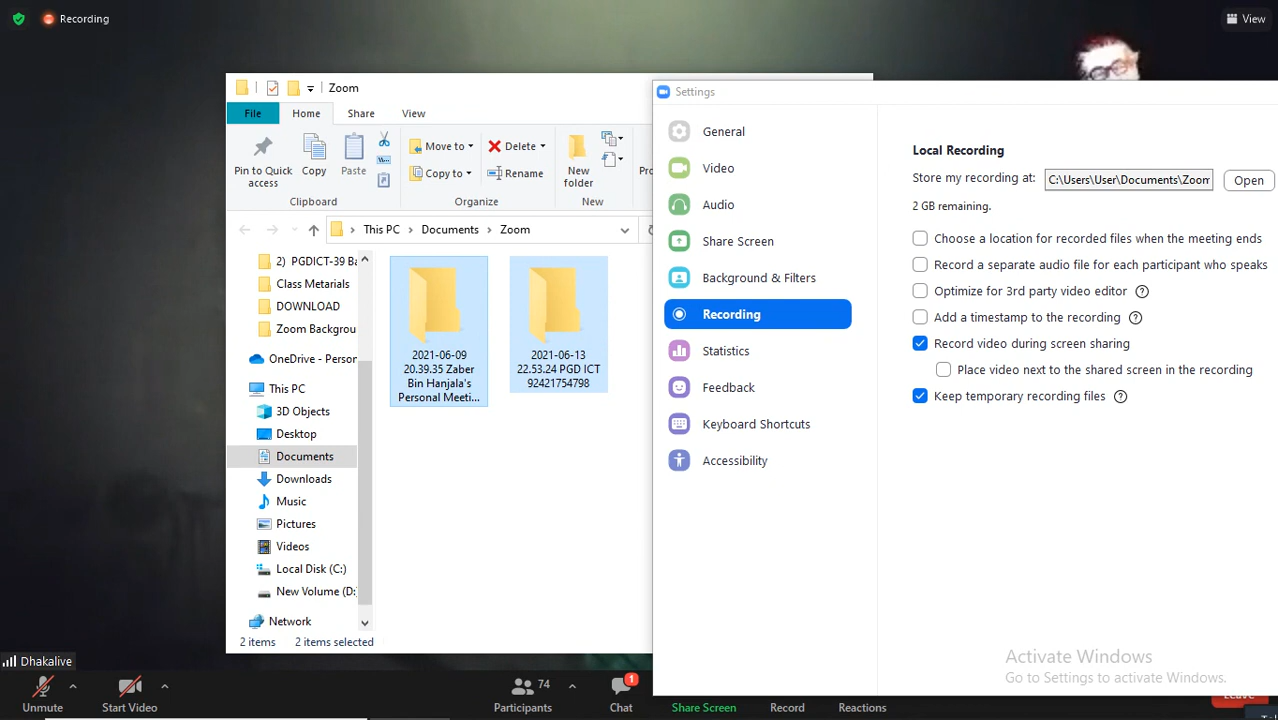 Recording
View
Zoom
File Home Share View
Pin to Quick access
Copy
Paste
Clipboard
Move to
Copy to
Delete
Rename
Organize
New folder
New
This PC > Documents > Zoom
2) PGDICT-39 Ba
Class Metarials
DOWNLOAD
Zoom Backgrou
OneDrive - Person
This PC
3D Objects
Desktop
Documents
Downloads
Music
Pictures
Videos
Local Disk (C:)
New Volume (D:
Network
2021-06-09
20.39.35 Zaber
Bin Hanjala's
Personal Meeti...
2021-06-13
22.53.24 PGD ICT
92421754798
2 items 2 items selected
Settings
General
Video
Audio
Share Screen
Background & Filters
Recording
Statistics
Feedback
Keyboard Shortcuts
Accessibility
Local Recording
Store my recording at: C:\Users\User\Documents\Zoom Open
2 GB remaining.
Choose a location for recorded files when the meeting ends
Record a separate audio file for each participant who speaks
Optimize for 3rd party video editor ?
Add a timestamp to the recording ?
Record video during screen sharing
Place video next to the shared screen in the recording
Keep temporary recording files ?
Activate Windows
Go to Settings to activate Windows.
Dhakalive
Unmute
Start Video
74
Participants
1
Chat
Share Screen
Record
Reactions
Leave